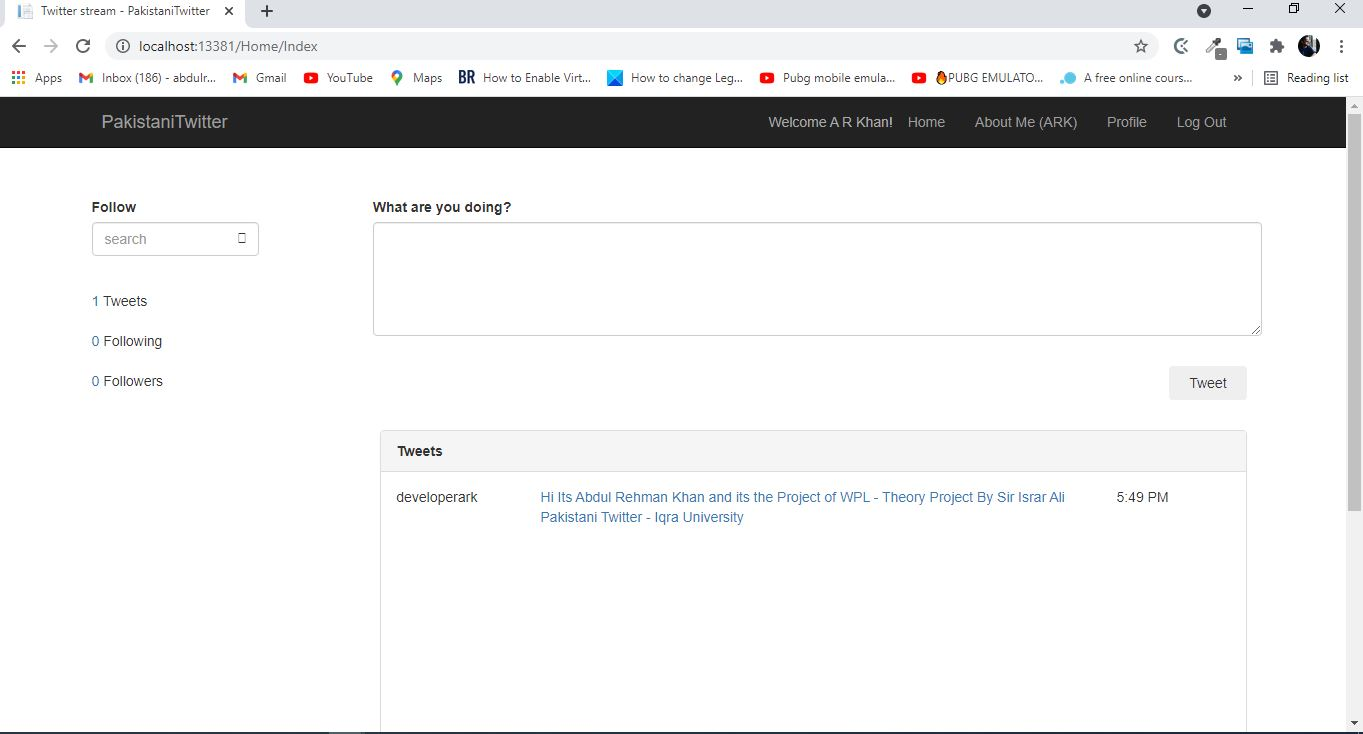 Twitter stream - PakistaniTwitter
localhost:13381/Home/Index
Apps Inbox (186) - abdulr... Gmail YouTube Maps BR How to Enable Virt... How to change Leg... Pubg mobile emula... 🔥PUBG EMULATO... A free online cours... » Reading list
PakistaniTwitter Welcome A R Khan! Home About Me (ARK) Profile Log Out
Follow
search
1 Tweets
0 Following
0 Followers
What are you doing?
Tweet
Tweets
developerark Hi Its Abdul Rehman Khan and its the Project of WPL - Theory Project By Sir Israr Ali 5:49 PM
Pakistani Twitter - Iqra University